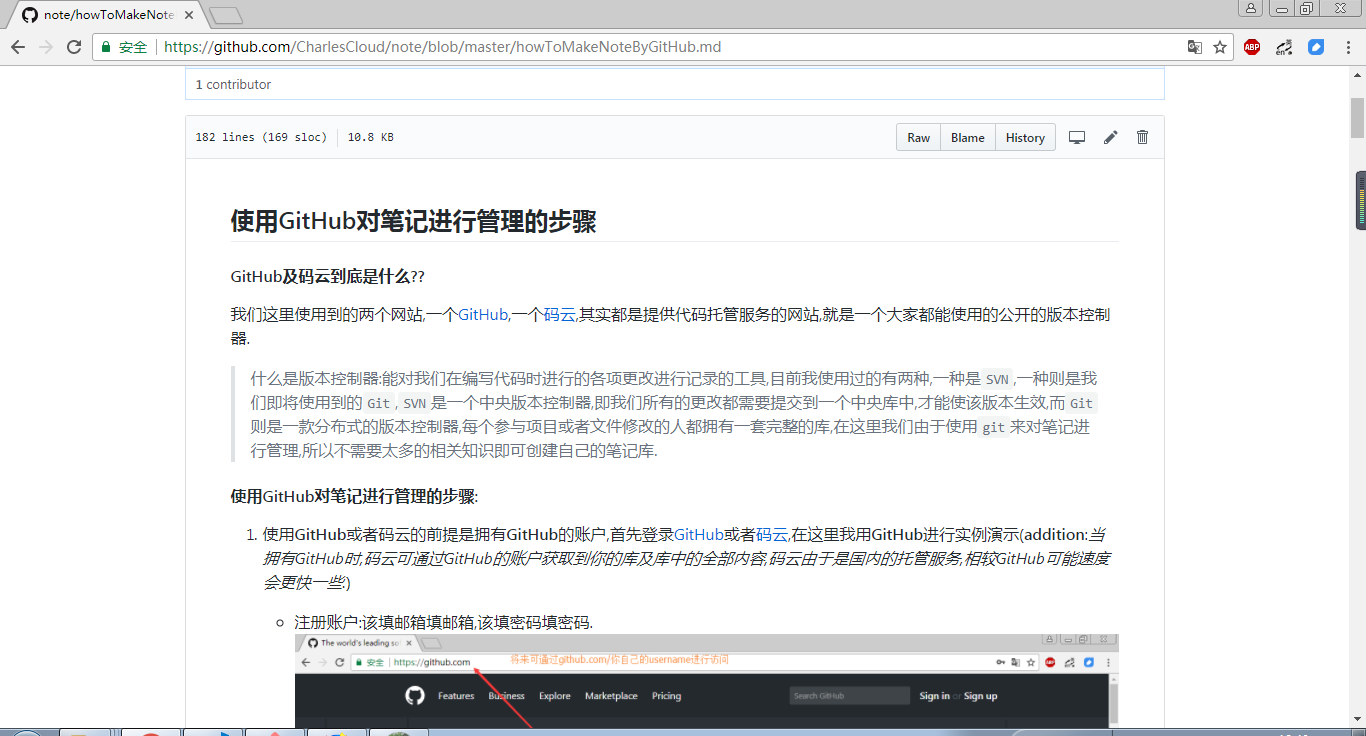 note/howToMakeNote
安全 https://github.com/CharlesCloud/note/blob/master/howToMakeNoteByGitHub.md
ABP
en
1 contributor
182 lines (169 sloc) 10.8 KB
Raw Blame History
使用GitHub对笔记进行管理的步骤
GitHub及码云到底是什么??
我们这里使用到的两个网站,一个GitHub,一个码云,其实都是提供代码托管服务的网站,就是一个大家都能使用的公开的版本控制
器.
什么是版本控制器:能对我们在编写代码时进行的各项更改进行记录的工具,目前我使用过的有两种,一种是 SVN ,一种则是我
们即将使用到的 Git , SVN 是一个中央版本控制器,即我们所有的更改都需要提交到一个中央库中,才能使该版本生效,而 Git
则是一款分布式的版本控制器,每个参与项目或者文件修改的人都拥有一套完整的库,在这里我们由于使用 git 来对笔记进
行管理,所以不需要太多的相关知识即可创建自己的笔记库.
使用GitHub对笔记进行管理的步骤:
1. 使用GitHub或者码云的前提是拥有GitHub的账户,首先登录GitHub或者码云,在这里我用GitHub进行实例演示(addition:当
拥有GitHub时,码云可通过GitHub的账户获取到你的库及库中的全部内容,码云由于是国内的托管服务,相较GitHub可能速度
会更快一些.)
注册账户:该填邮箱填邮箱,该填密码填密码.
The world's leading so
安全 https://github.com 将来可通过github.com/你自己的username进行访问
Features Business Explore Marketplace Pricing Search GitHub Sign in or Sign up